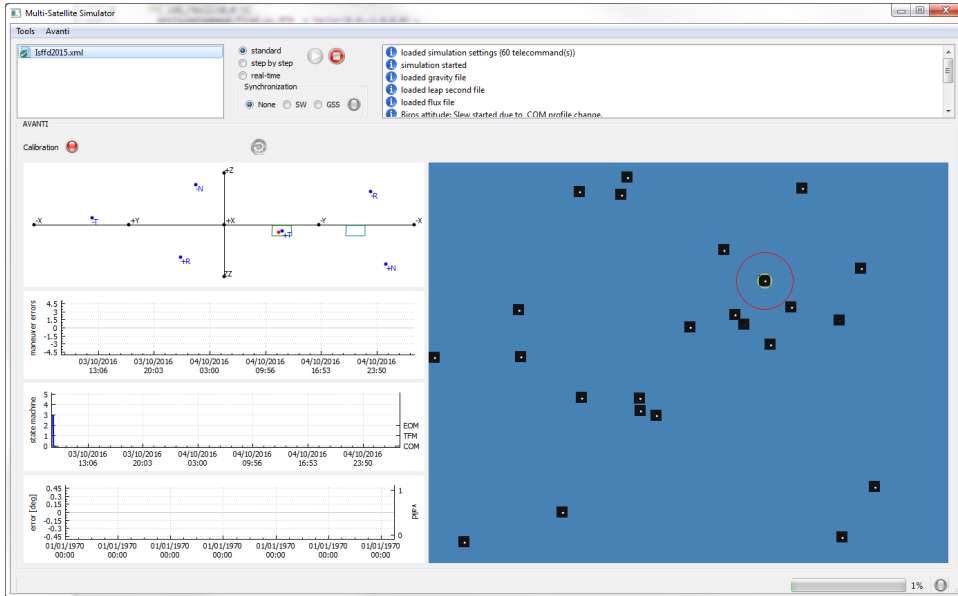 Multi-Satellite Simulator
Tools Avanti
Isffd2015.xml
standard
step by step
real-time
Synchronization
None SW GSS
loaded simulation settings (60 telecommand(s))
simulation started
loaded gravity file
loaded leap second file
loaded flux file
Biros attitude: Slew started due to COM profile change.
AVANTI
Calibration
+Z
-N
-R
-X
-T
+Y
+X
+T
-Y
-X
+R
+N
ZZ
maneuver errors
4.5
3
1.5
0
-1.5
-3
-4.5
03/10/2016 03/10/2016 04/10/2016 04/10/2016 04/10/2016 04/10/2016
13:06 20:03 03:00 09:56 16:53 23:50
state machine
5
4
3
2 EOM
1 TFM
0 COM
03/10/2016 03/10/2016 04/10/2016 04/10/2016 04/10/2016 04/10/2016
13:06 20:03 03:00 09:56 16:53 23:50
error [deg]
0.45 1
0.3
0.15
0
-0.15
-0.3
-0.45 0
valid
01/01/1970 01/01/1970 01/01/1970 01/01/1970 01/01/1970 01/01/1970 01/01/1970
00:00 00:00 00:00 00:00 00:00 00:00 00:00
1%